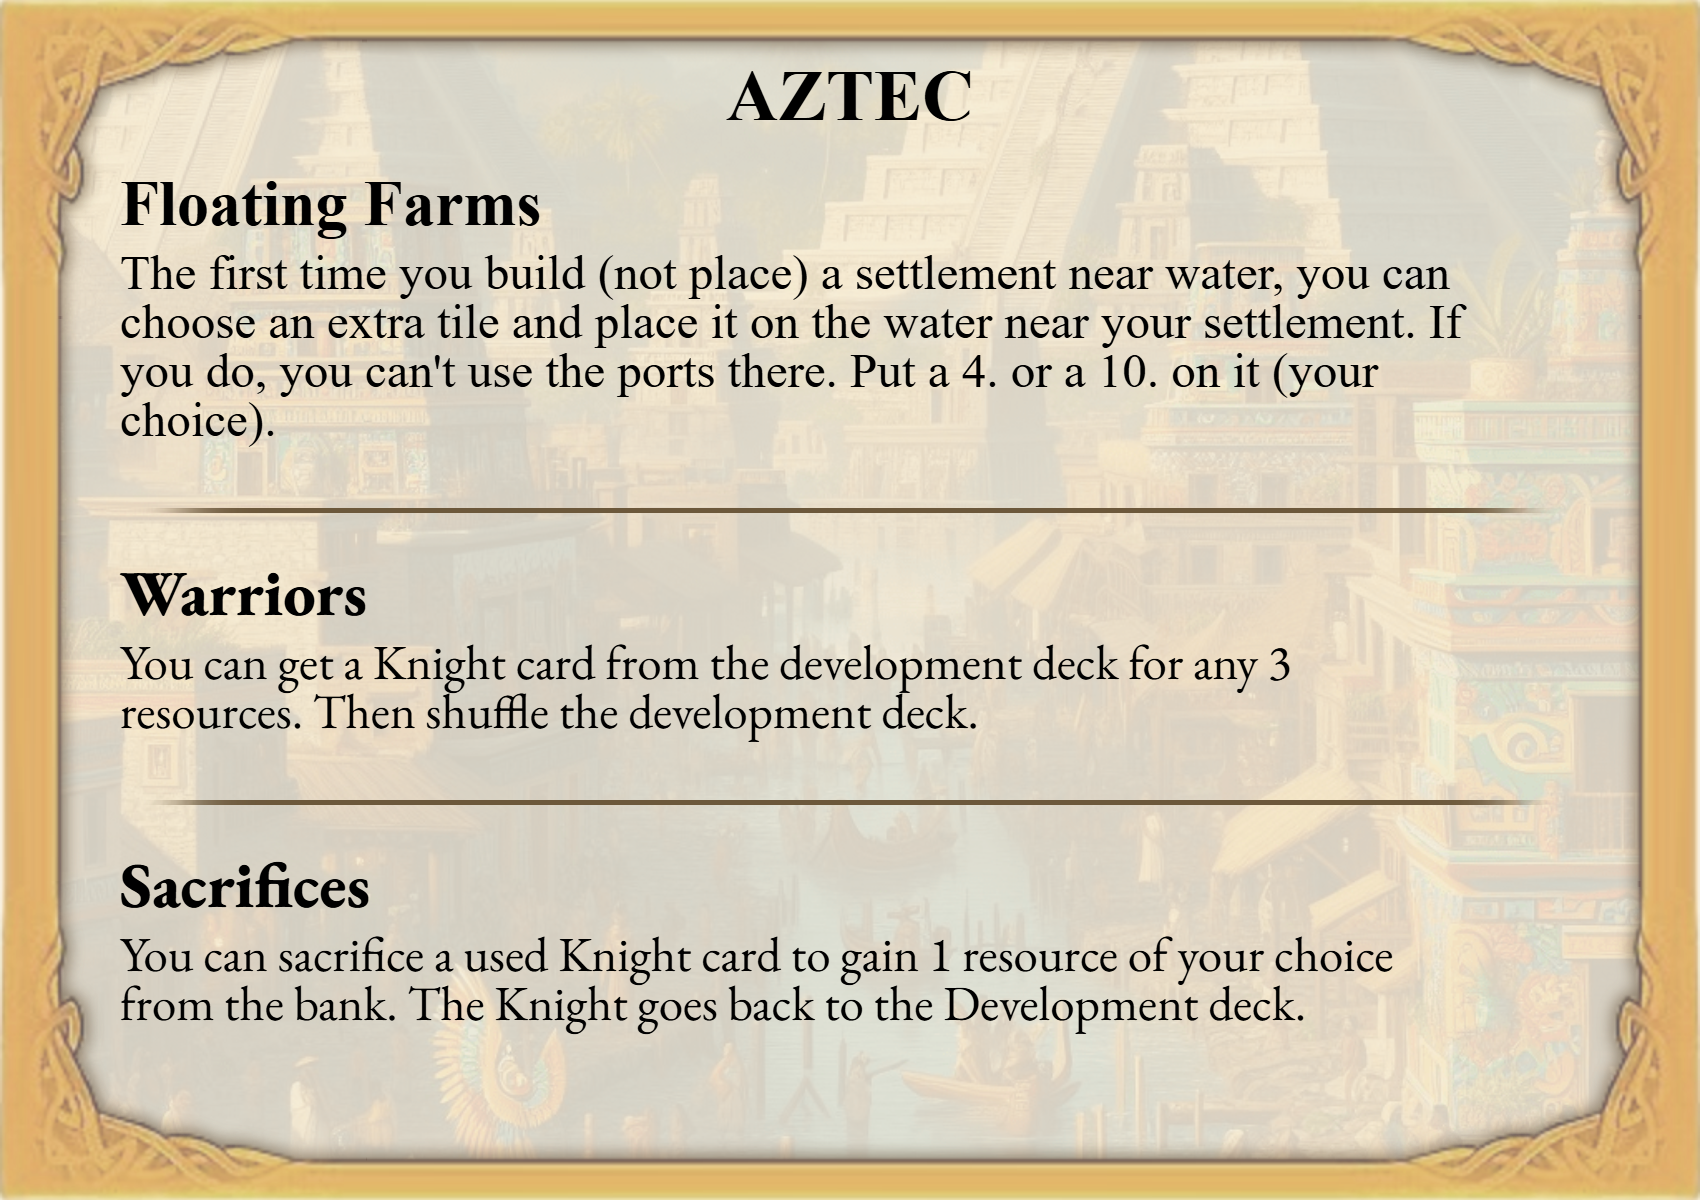 AZTEC
Floating Farms
The first time you build (not place) a settlement near water, you can
choose an extra tile and place it on the water near your settlement. If
you do, you can't use the ports there. Put a 4. or a 10. on it (your
choice).
Warriors
You can get a Knight card from the development deck for any 3
resources. Then shuffle the development deck.
Sacrifices
You can sacrifice a used Knight card to gain 1 resource of your choice
from the bank. The Knight goes back to the Development deck.